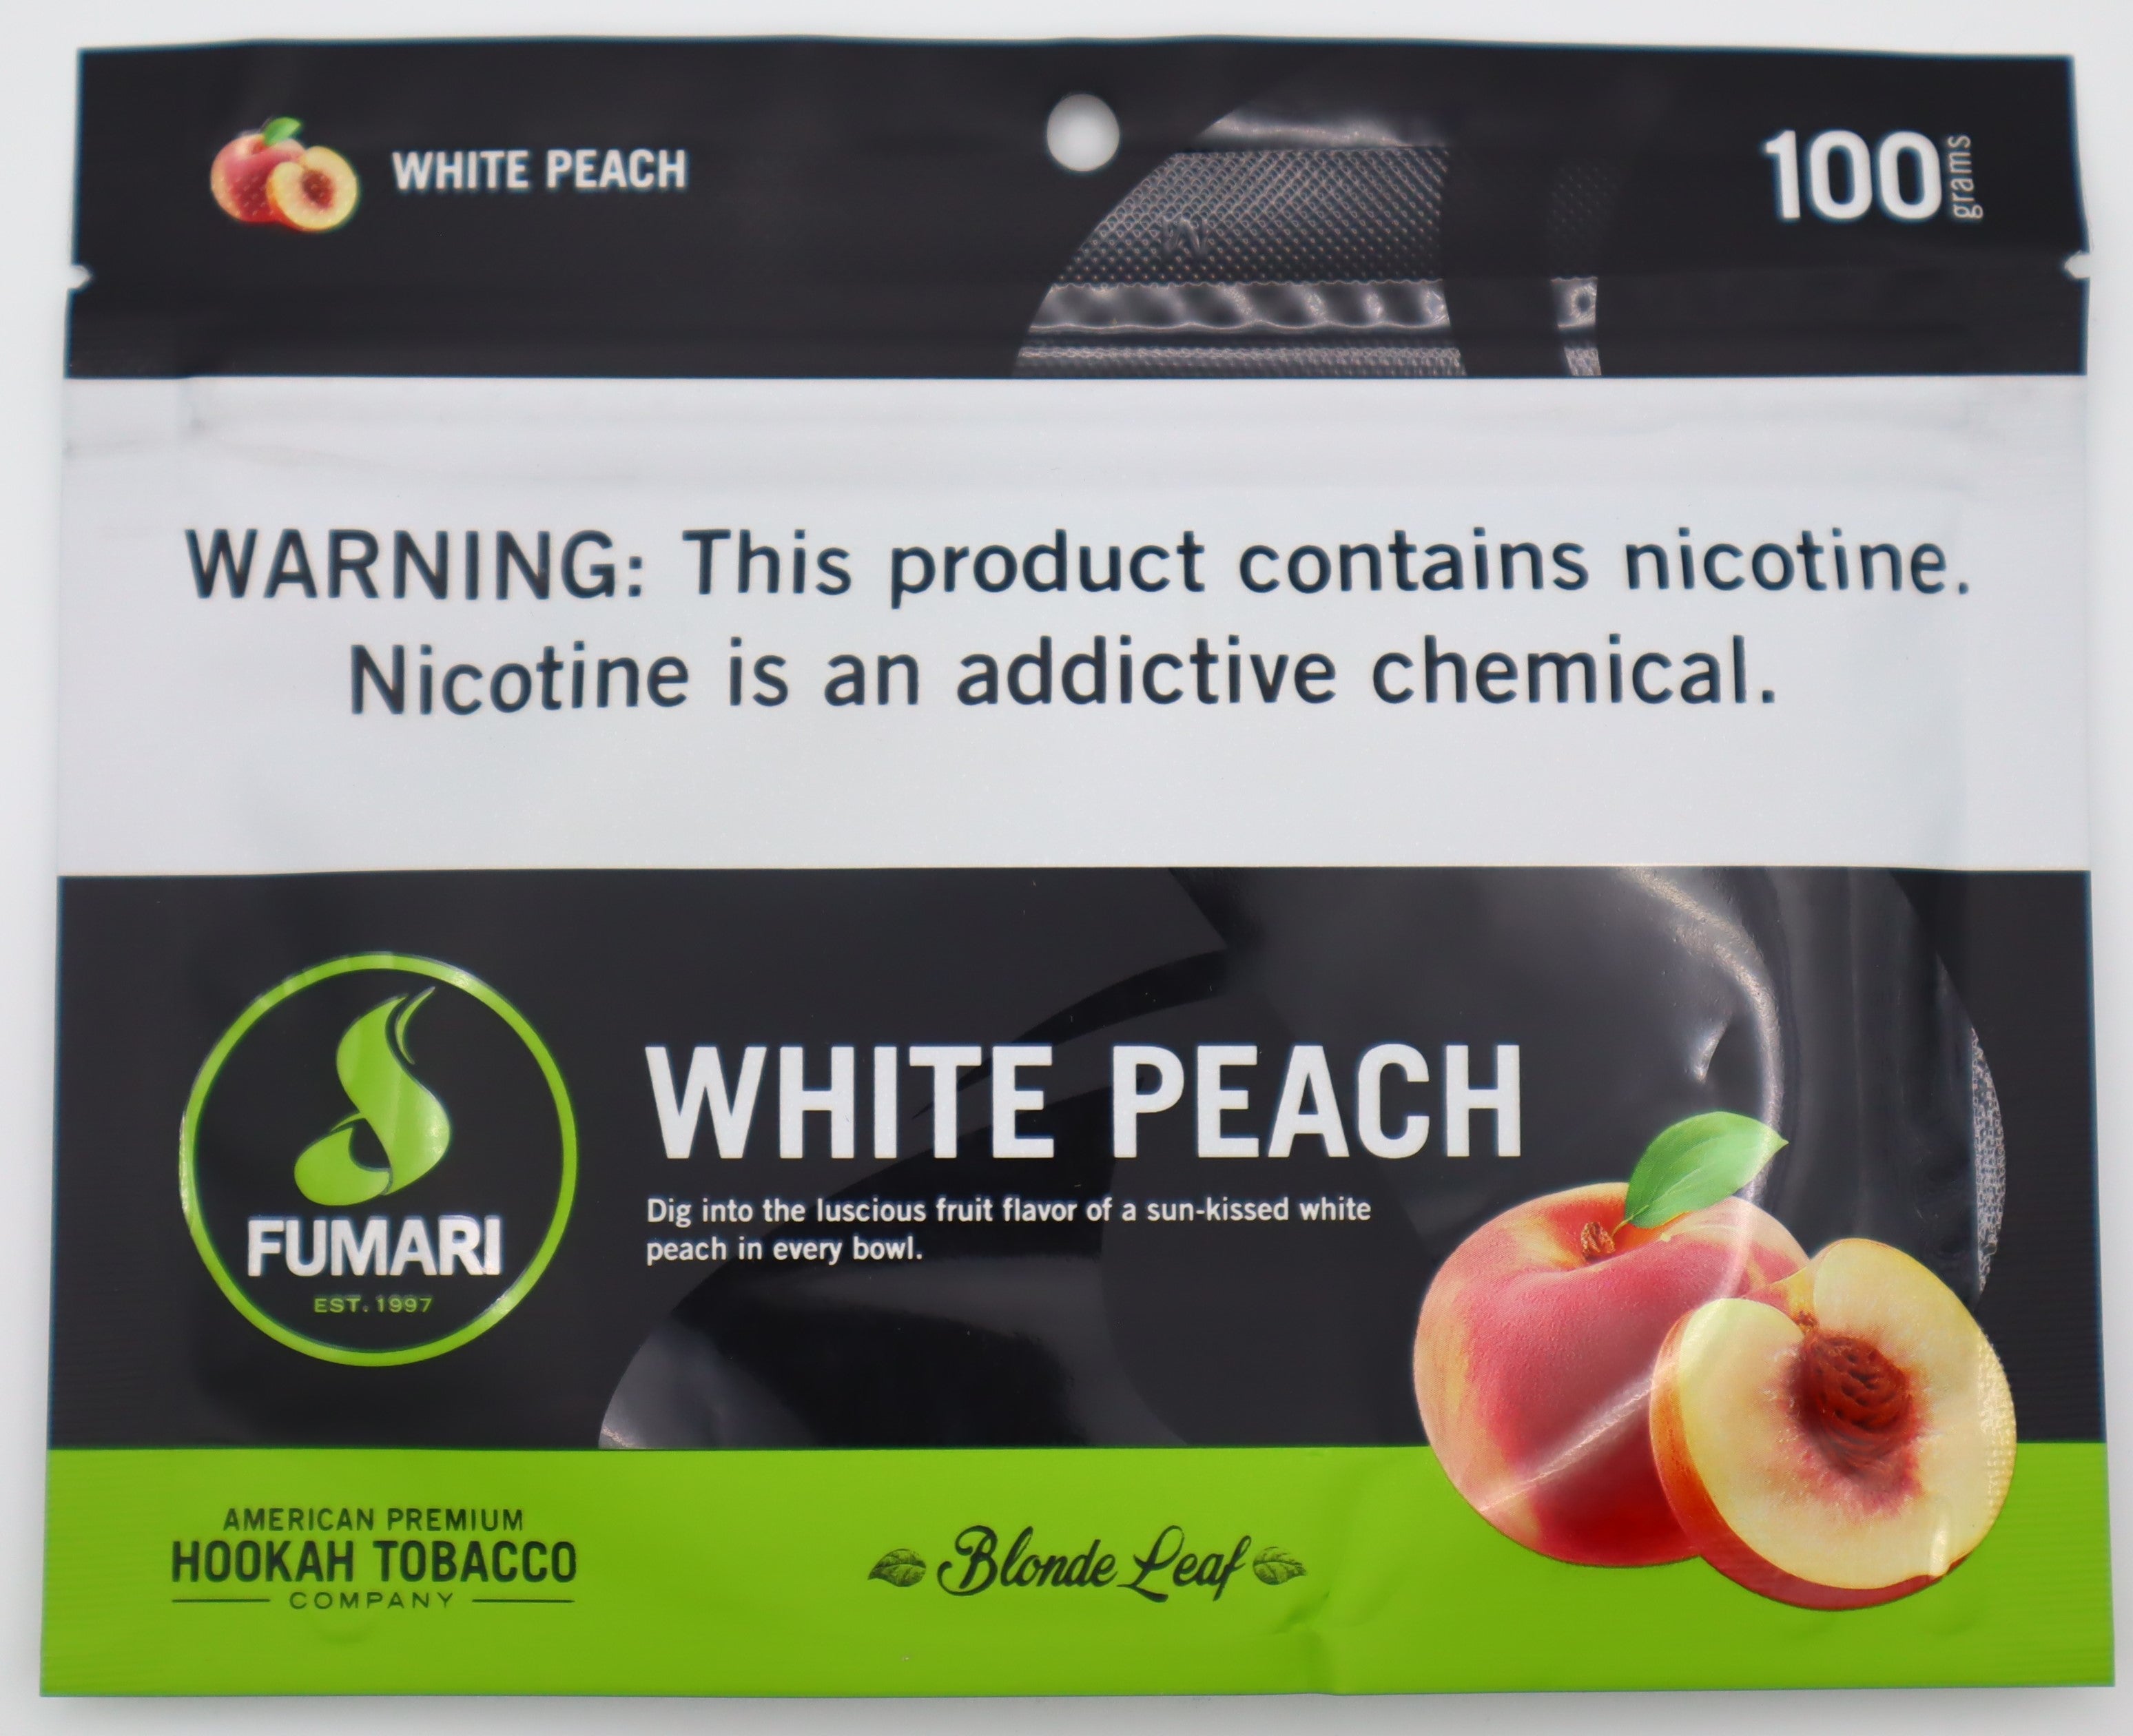 WHITE PEACH
100 grams
WARNING: This product contains nicotine.
Nicotine is an addictive chemical.
FUMARI
EST. 1997
WHITE PEACH
Dig into the luscious fruit flavor of a sun-kissed white
peach in every bowl.
AMERICAN PREMIUM
HOOKAH TOBACCO
COMPANY
Blonde Leaf